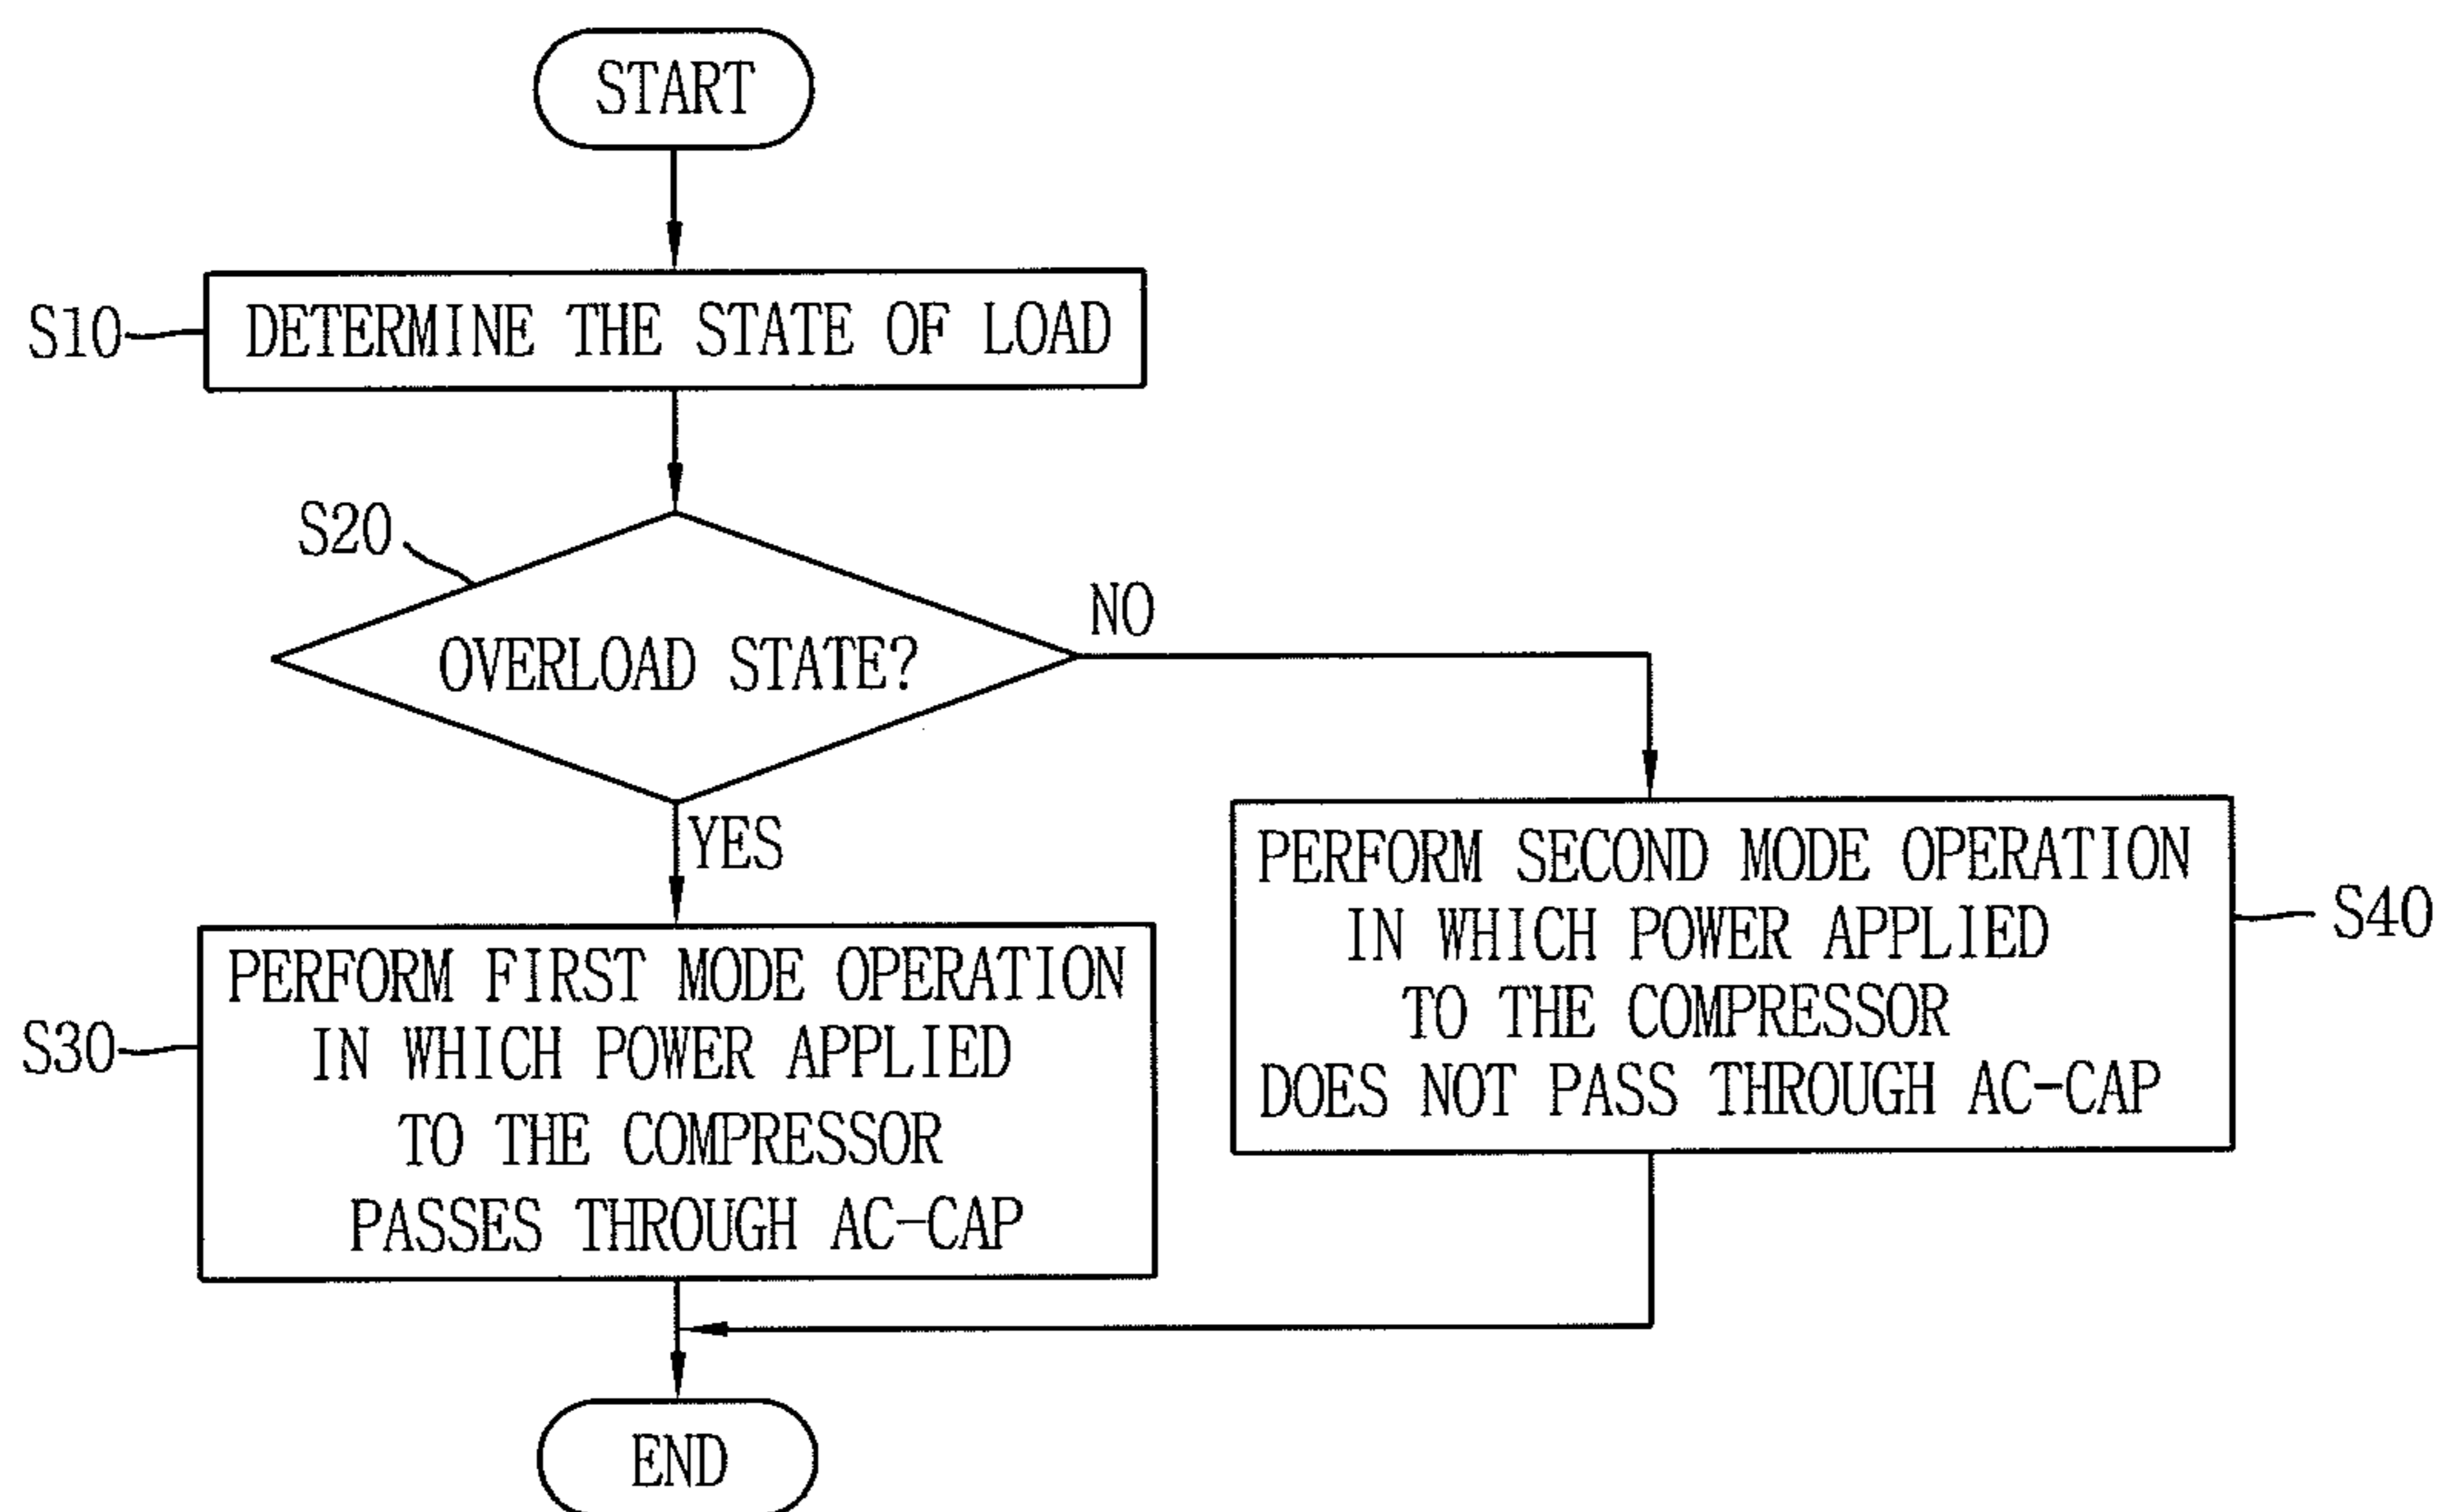 START
S10
DETERMINE THE STATE OF LOAD
S20
OVERLOAD STATE?
NO
YES
PERFORM FIRST MODE OPERATION
IN WHICH POWER APPLIED
TO THE COMPRESSOR
PASSES THROUGH AC-CAP
S30
PERFORM SECOND MODE OPERATION
IN WHICH POWER APPLIED
TO THE COMPRESSOR
DOES NOT PASS THROUGH AC-CAP
S40
END